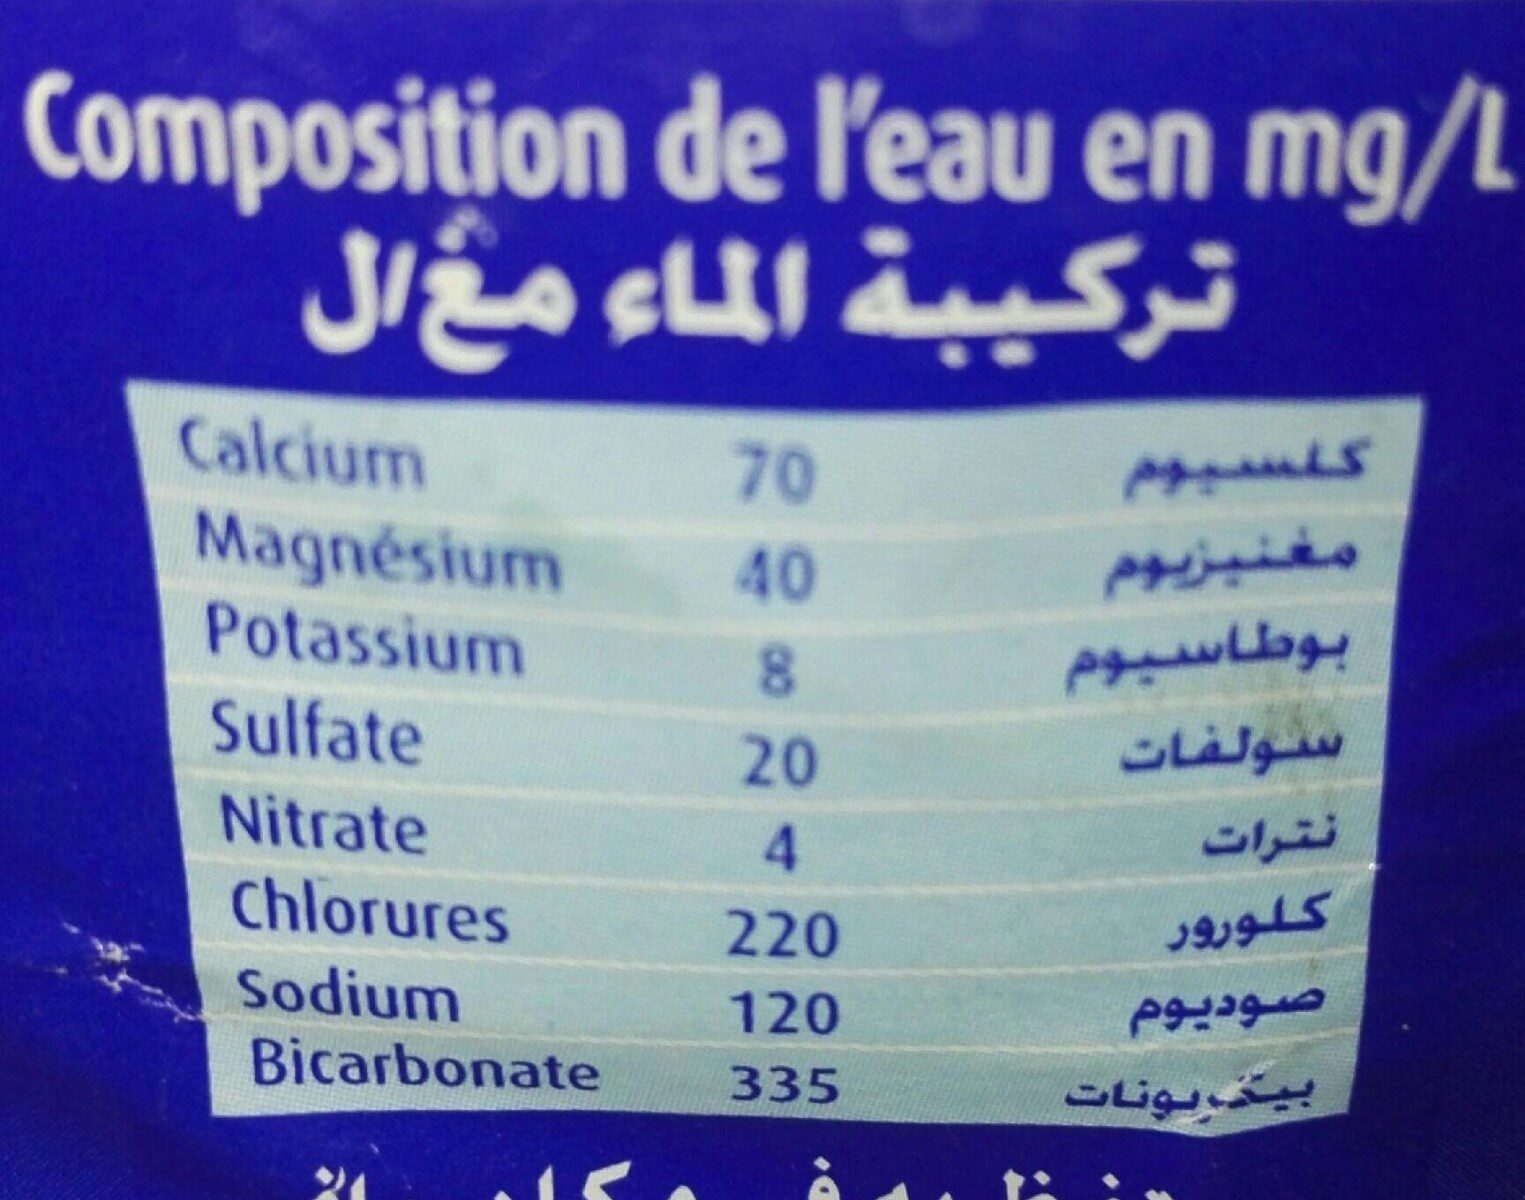 Composition de l'eau en mg/L
تركيبة الماء مغ/ل
Calcium 70 كلسيوم
Magnésium 40 مغنيزيوم
Potassium 8 بوطاسيوم
Sulfate 20 سولفات
Nitrate 4 نترات
Chlorures 220 كلورور
Sodium 120 صوديوم
Bicarbonate 335 بيكربونات